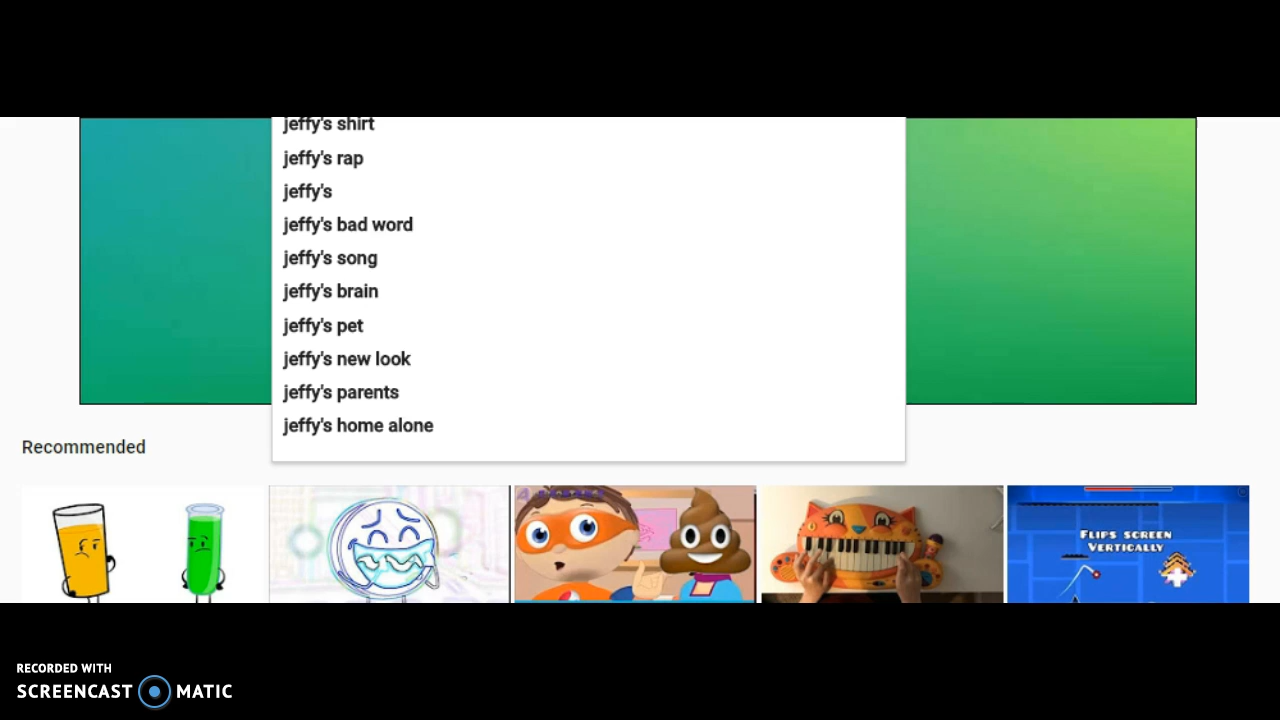 jeffy's shirt
jeffy's rap
jeffy's
jeffy's bad word
jeffy's song
jeffy's brain
jeffy's pet
jeffy's new look
jeffy's parents
jeffy's home alone
Recommended
FLIPS SCREEN
VERTICALLY
RECORDED WITH
SCREENCAST MATIC